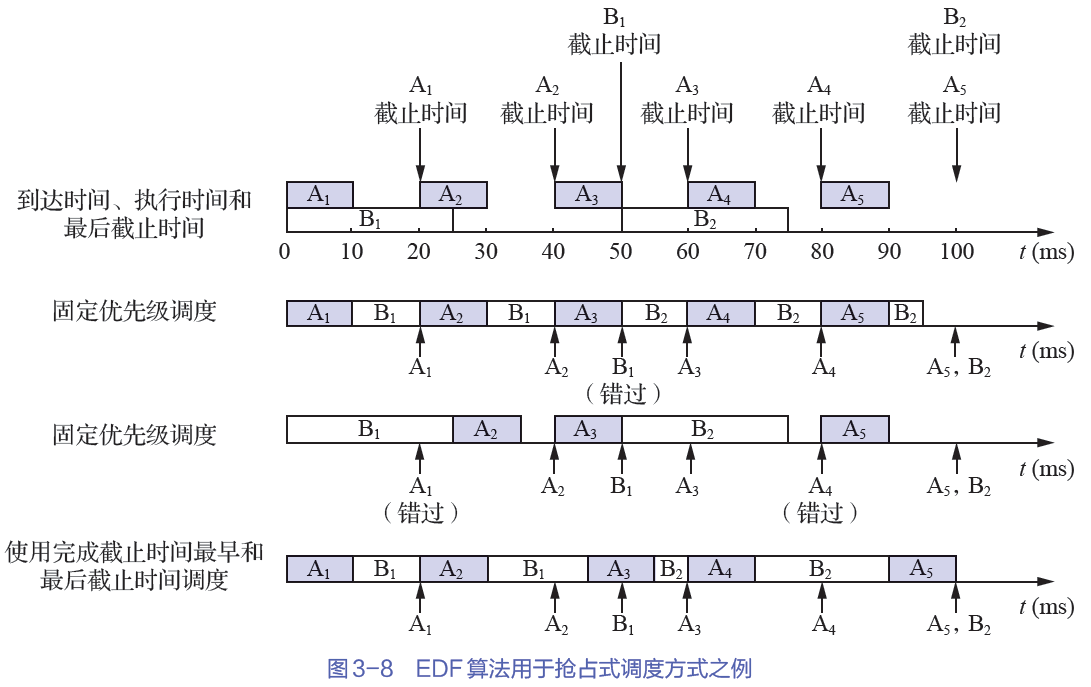 B₁
截止时间
B₂
截止时间
A₁
截止时间
A₂
截止时间
A₃
截止时间
A₄
截止时间
A₅
截止时间
到达时间、执行时间和
最后截止时间
A₁ A₂ A₃ A₄ A₅
B₁ B₂
0 10 20 30 40 50 60 70 80 90 100 t (ms)
固定优先级调度
A₁ B₁ A₂ B₁ A₃ B₂ A₄ B₂ A₅ B₂
t (ms)
A₁ A₂ B₁ A₃ A₄ A₅, B₂
(错过)
固定优先级调度
B₁ A₂ A₃ B₂ A₅
t (ms)
A₁ A₂ B₁ A₃ A₄ A₅, B₂
(错过) (错过)
使用完成截止时间最早和
最后截止时间调度
A₁ B₁ A₂ B₁ A₃ B₂ A₄ B₂ A₅
t (ms)
A₁ A₂ B₁ A₃ A₄ A₅, B₂
图3-8 EDF算法用于抢占式调度方式之例